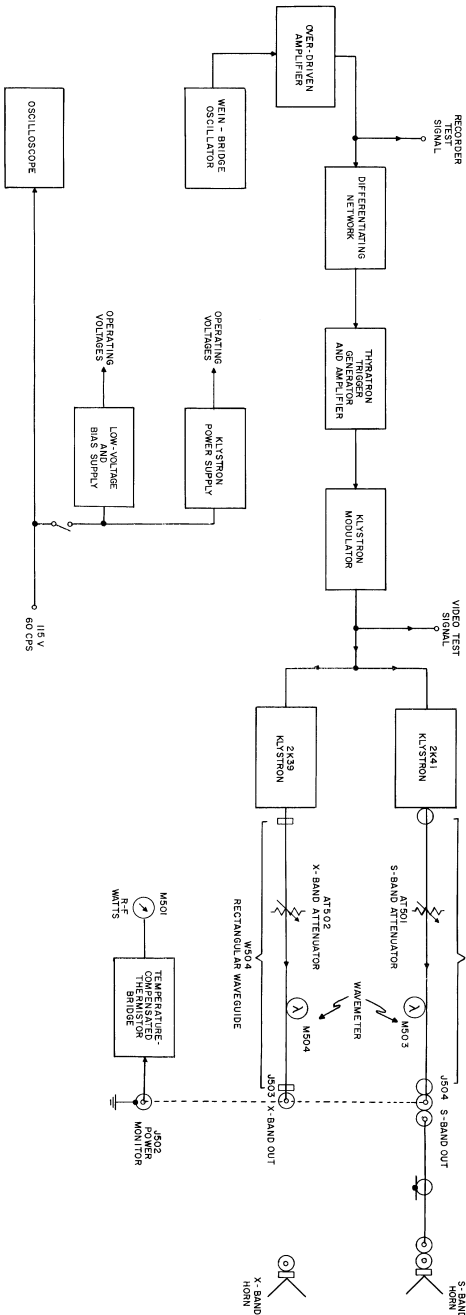 RECORDER
TEST
SIGNAL
OVER-DRIVEN
AMPLIFIER
WEIN-BRIDGE
OSCILLATOR
OSCILLOSCOPE
DIFFERENTIATING
NETWORK
THYRATRON
TRIGGER
GENERATOR
AND AMPLIFIER
KLYSTRON
MODULATOR
OPERATING
VOLTAGES
KLYSTRON
POWER SUPPLY
OPERATING
VOLTAGES
LOW-VOLTAGE
AND
BIAS SUPPLY
115 V
60 CPS
VIDEO TEST
SIGNAL
2K41
KLYSTRON
2K39
KLYSTRON
AT501
S-BAND ATTENUATOR
AT502
X-BAND ATTENUATOR
W504
RECTANGULAR WAVEGUIDE
WAVEMETER
M503
M504
J504 S-BAND OUT
J503 X-BAND OUT
M501
R-F
WATTS
TEMPERATURE-
COMPENSATED
THERMISTOR
BRIDGE
J502
POWER
MONITOR
S-BAND
HORN
X-BAND
HORN